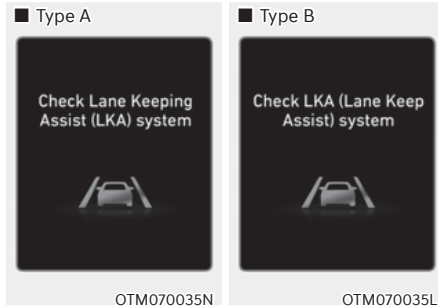 ■ Type A
Check Lane Keeping
Assist (LKA) system
OTM070035N
■ Type B
Check LKA (Lane Keep
Assist) system
OTM070035L